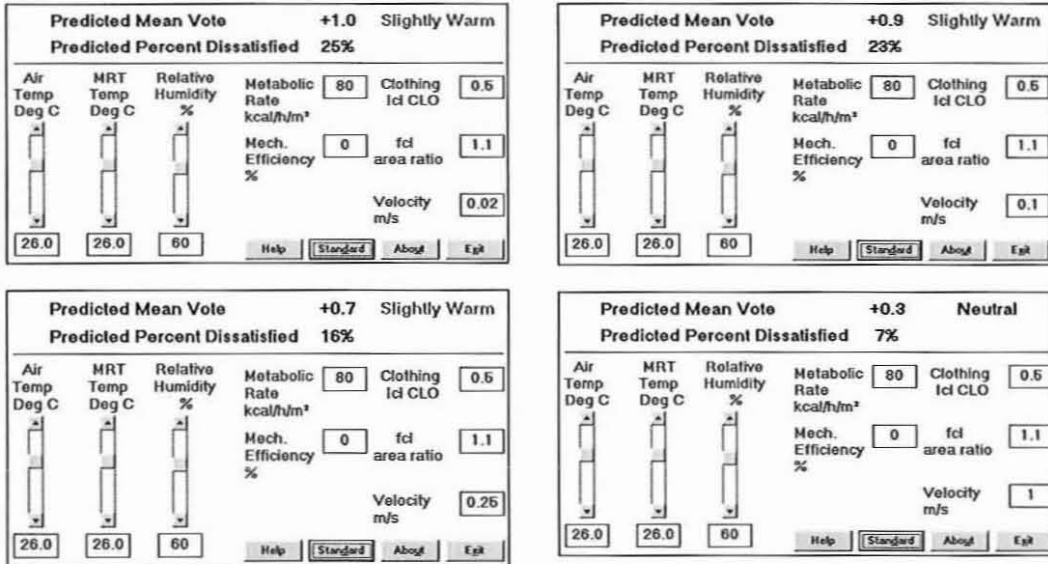 Predicted Mean Vote +1.0 Slightly Warm
Predicted Percent Dissatisfied 25%
Air Temp Deg C
MRT Temp Deg C
Relative Humidity %
Metabolic Rate kcal/h/m² 80
Clothing Icl CLO 0.5
Mech. Efficiency % 0
fcl area ratio 1.1
Velocity m/s 0.02
26.0 26.0 60
Help Standard About Exit
Predicted Mean Vote +0.9 Slightly Warm
Predicted Percent Dissatisfied 23%
Air Temp Deg C
MRT Temp Deg C
Relative Humidity %
Metabolic Rate kcal/h/m² 80
Clothing Icl CLO 0.5
Mech. Efficiency % 0
fcl area ratio 1.1
Velocity m/s 0.1
26.0 26.0 60
Help Standard About Exit
Predicted Mean Vote +0.7 Slightly Warm
Predicted Percent Dissatisfied 16%
Air Temp Deg C
MRT Temp Deg C
Relative Humidity %
Metabolic Rate kcal/h/m² 80
Clothing Icl CLO 0.5
Mech. Efficiency % 0
fcl area ratio 1.1
Velocity m/s 0.25
26.0 26.0 60
Help Standard About Exit
Predicted Mean Vote +0.3 Neutral
Predicted Percent Dissatisfied 7%
Air Temp Deg C
MRT Temp Deg C
Relative Humidity %
Metabolic Rate kcal/h/m² 80
Clothing Icl CLO 0.5
Mech. Efficiency % 0
fcl area ratio 1.1
Velocity m/s 1
26.0 26.0 60
Help Standard About Exit